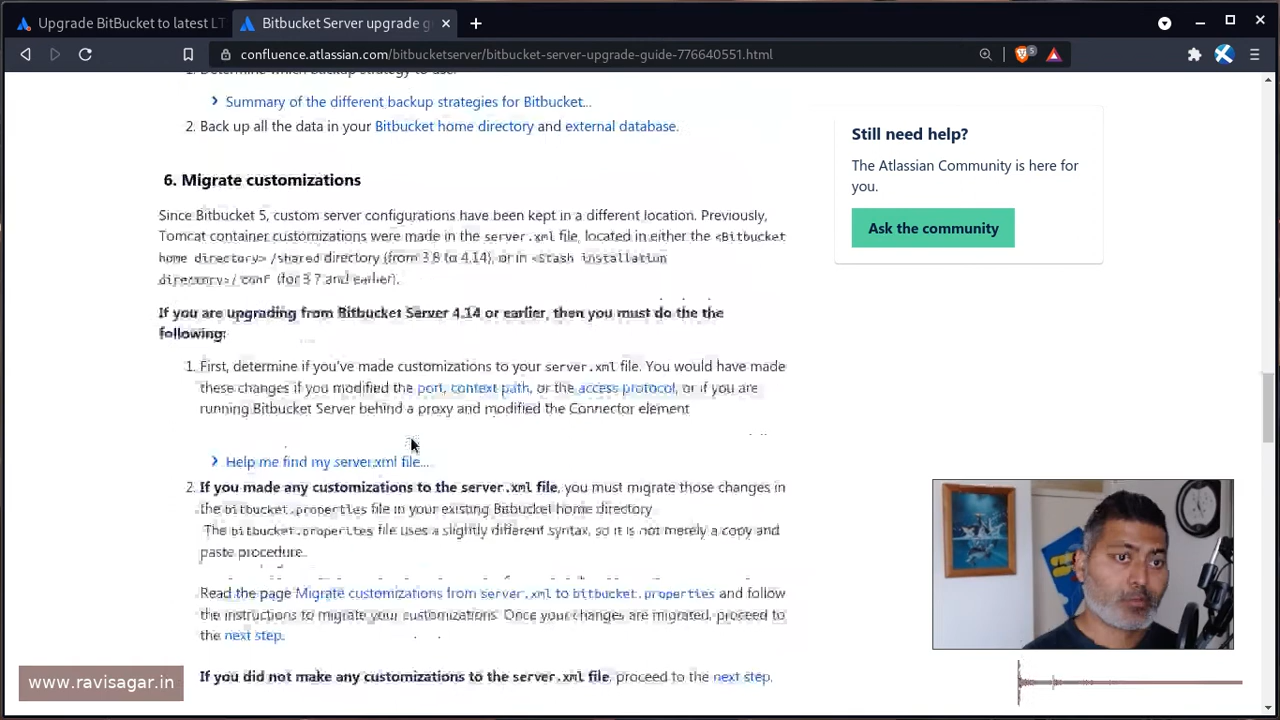 Upgrade BitBucket to latest LT
Bitbucket Server upgrade g
confluence.atlassian.com/bitbucketserver/bitbucket-server-upgrade-guide-776640551.html
5
1. Determine which backup strategy to use.
Summary of the different backup strategies for Bitbucket...
2. Back up all the data in your Bitbucket home directory and external database.
6. Migrate customizations
Since Bitbucket 5, custom server configurations have been kept in a different location. Previously,
Tomcat container customizations were made in the server.xml file, located in either the <Bitbucket
home directory> /shared directory (from 3.8 to 4.14), or in <Stash installation
directory>/conf (for 3.7 and earlier).
If you are upgrading from Bitbucket Server 4.14 or earlier, then you must do the the
following:
1. First, determine if you've made customizations to your server.xml file. You would have made
these changes if you modified the port, context path, or the access protocol, or if you are
running Bitbucket Server behind a proxy and modified the Connector element
Help me find my server.xml file...
2. If you made any customizations to the server.xml file, you must migrate those changes in
the bitbucket.properties file in your existing Bitbucket home directory
The bitbucket.properties file uses a slightly different syntax, so it is not merely a copy and
paste procedure.
Read the page Migrate customizations from server.xml to bitbucket.properties and follow
the instructions to migrate your customizations. Once your changes are migrated, proceed to
the next step.
If you did not make any customizations to the server.xml file, proceed to the next step.
Still need help?
The Atlassian Community is here for
you.
Ask the community
www.ravisagar.in